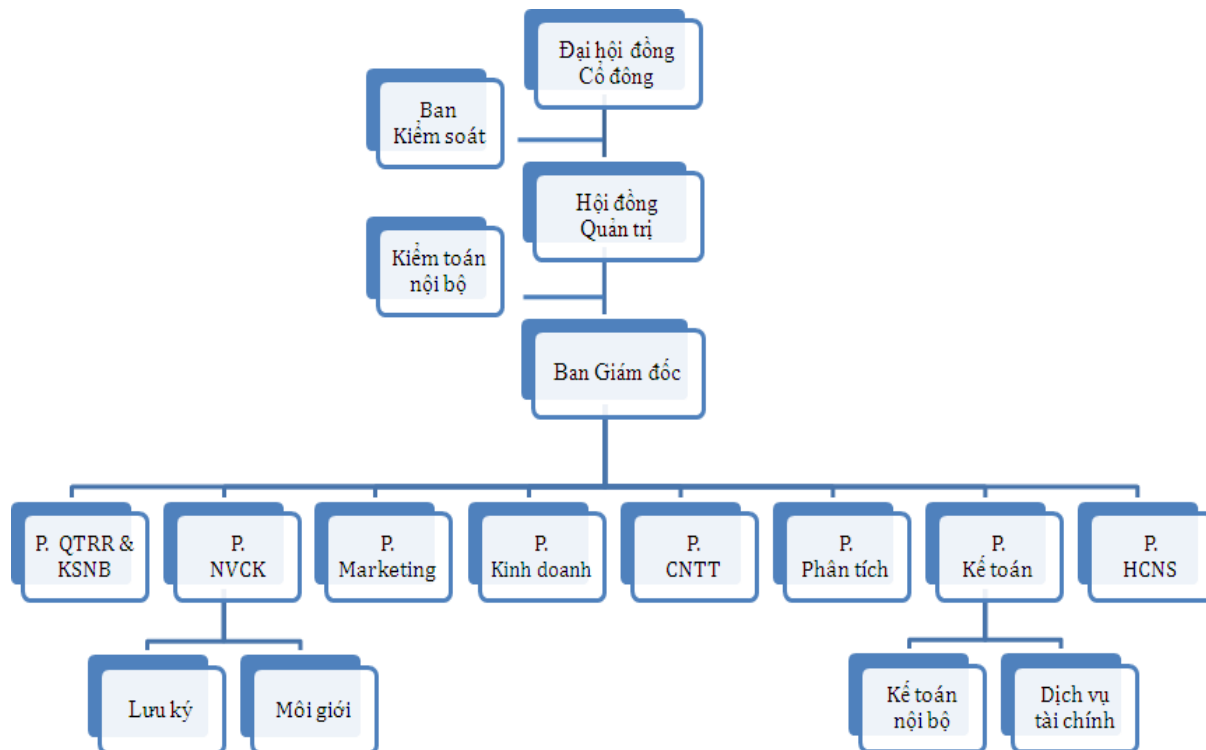 Đại hội đồng
Cổ đông
Ban
Kiểm soát
Hội đồng
Quản trị
Kiểm toán
nội bộ
Ban Giám đốc
P. QTRR &
KSNB
P.
NVCK
P.
Marketing
P.
Kinh doanh
P.
CNTT
P.
Phân tích
P.
Kế toán
P.
HCNS
Lưu ký
Môi giới
Kế toán
nội bộ
Dịch vụ
tài chính